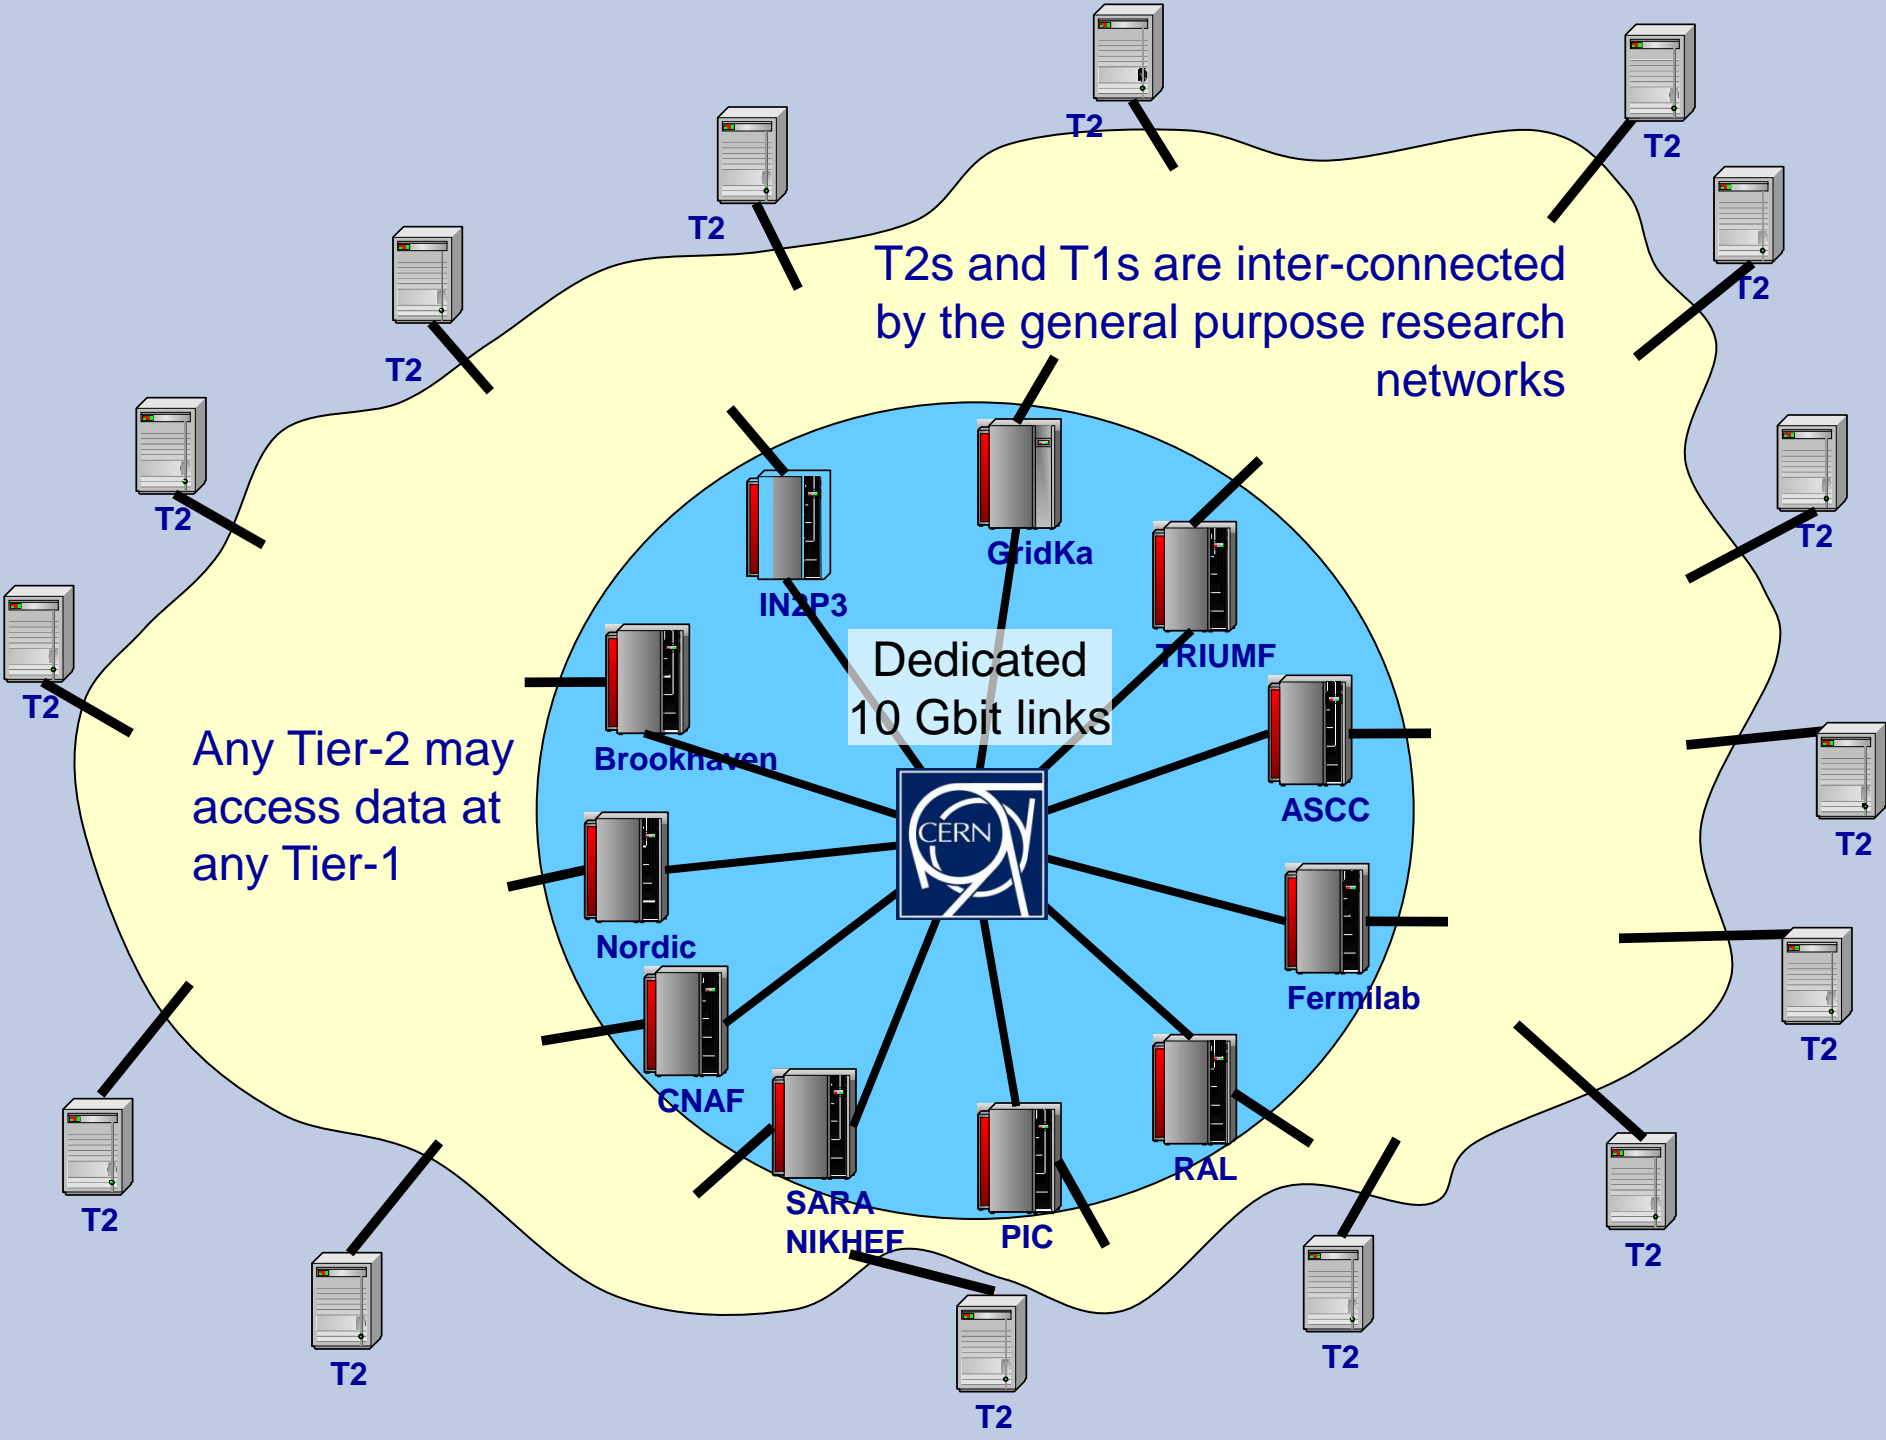 T2
T2
T2
T2
T2
T2
T2s and T1s are inter-connected
by the general purpose research
networks
T2
T2
T2
GridKa
IN2P3
TRIUMF
Dedicated
10 Gbit links
T2
Any Tier-2 may
access data at
any Tier-1
Brookhaven
ASCC
CERN
T2
Nordic
Fermilab
T2
CNAF
RAL
SARA
NIKHEF
PIC
T2
T2
T2
T2
T2